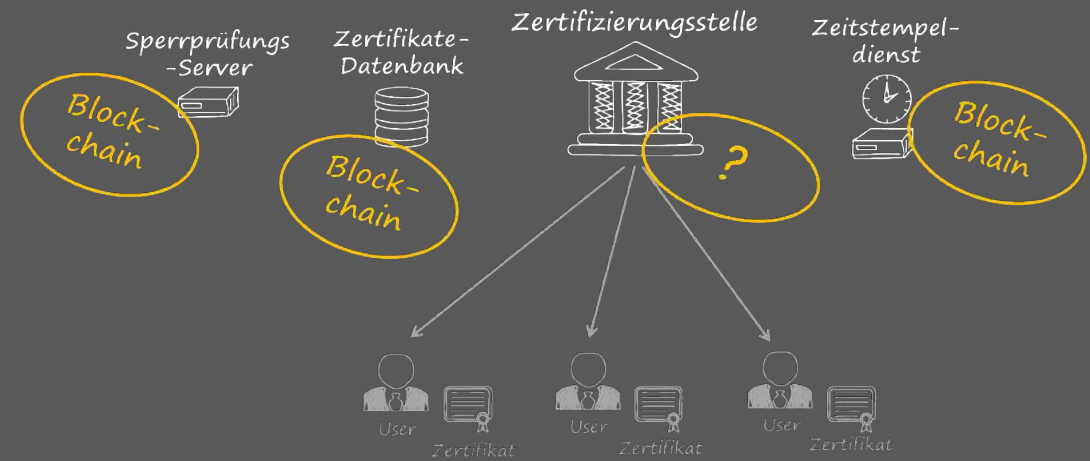 Sperrprüfungs
-Server
Zertifikate-
Datenbank
Zertifizierungsstelle
Zeitstempel-
dienst
Block-
chain
Block-
chain
?
Block-
chain
User
Zertifikat
User
Zertifikat
User
Zertifikat